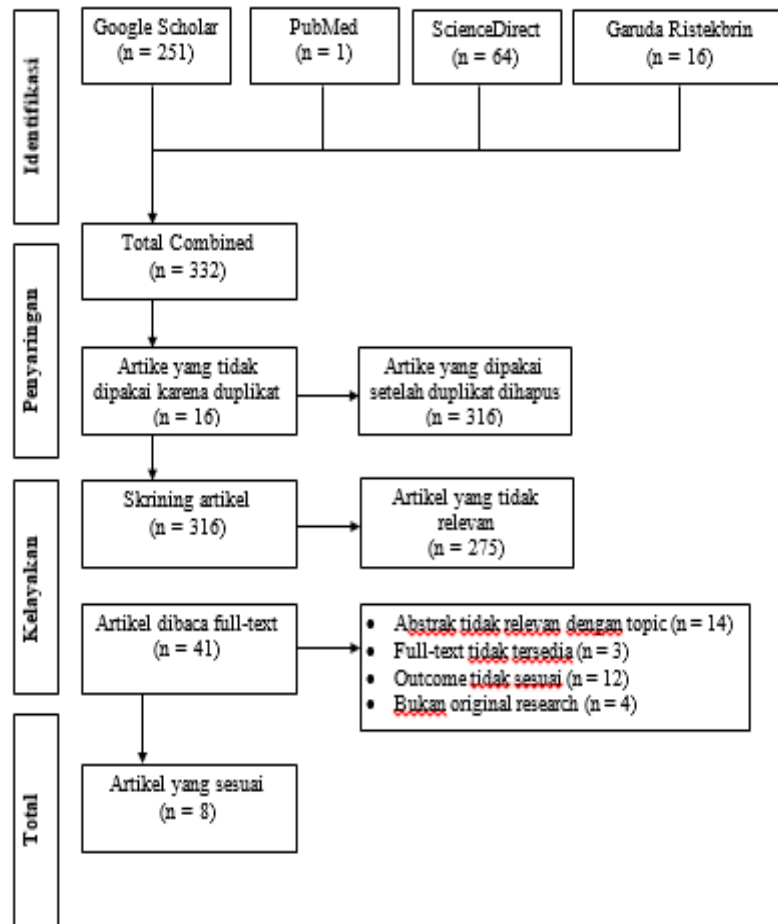 Identifikasi
Google Scholar
(n = 251)
PubMed
(n = 1)
ScienceDirect
(n = 64)
Garuda Ristekbrin
(n = 16)
Penyaringan
Total Combined
(n = 332)
Artike yang tidak
dipakai karena duplikat
(n = 16)
Artike yang dipakai
setelah duplikat dihapus
(n = 316)
Kelayakan
Skrining artikel
(n = 316)
Artikel yang tidak
relevan
(n = 275)
Artikel dibaca full-text
(n = 41)
• Abstrak tidak relevan dengan topic (n = 14)
• Full-text tidak tersedia (n = 3)
• Outcome tidak sesuai (n = 12)
• Bukan original research (n = 4)
Total
Artikel yang sesuai
(n = 8)